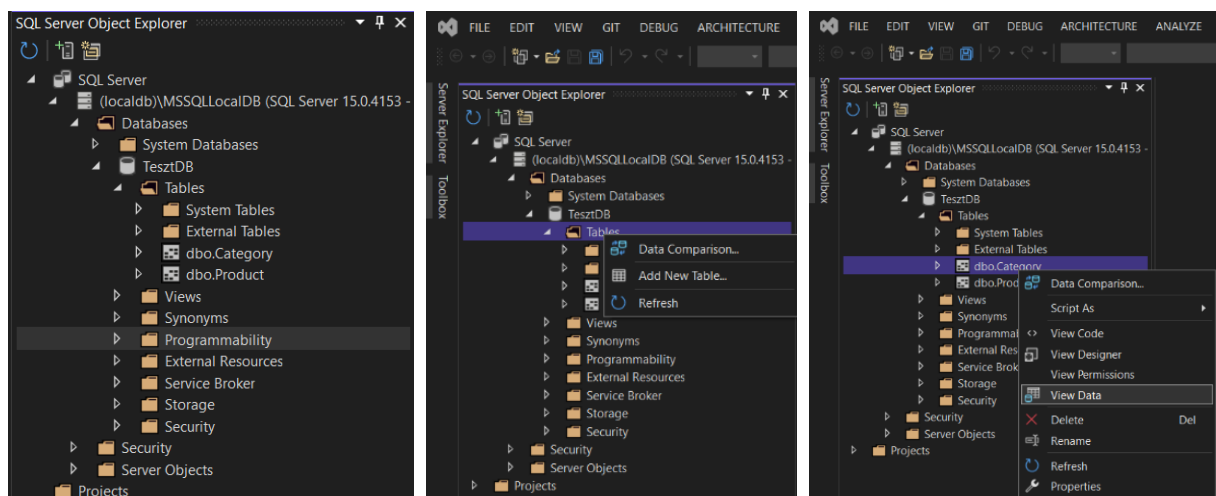 SQL Server Object Explorer
SQL Server
(localdb)\MSSQLLocalDB (SQL Server 15.0.4153 -
Databases
System Databases
TesztDB
Tables
System Tables
External Tables
dbo.Category
dbo.Product
Views
Synonyms
Programmability
External Resources
Service Broker
Storage
Security
Security
Server Objects
Projects
FILE EDIT VIEW GIT DEBUG ARCHITECTURE
Server Explorer
Toolbox
SQL Server Object Explorer
SQL Server
(localdb)\MSSQLLocalDB (SQL Server 15.0.4153 -
Databases
System Databases
TesztDB
Tables
Data Comparison...
Add New Table...
Refresh
Views
Synonyms
Programmability
External Resources
Service Broker
Storage
Security
Security
Server Objects
Projects
FILE EDIT VIEW GIT DEBUG ARCHITECTURE ANALYZE
Server Explorer
Toolbox
SQL Server Object Explorer
SQL Server
(localdb)\MSSQLLocalDB (SQL Server 15.0.4153 -
Databases
System Databases
TesztDB
Tables
System Tables
External Tables
dbo.Category
dbo.Prod
Views
Synonyms
Programmal
External Res
Service Brok
Storage
Security
Security
Server Objects
Projects
Data Comparison...
Script As
View Code
View Designer
View Permissions
View Data
Delete Del
Rename
Refresh
Properties